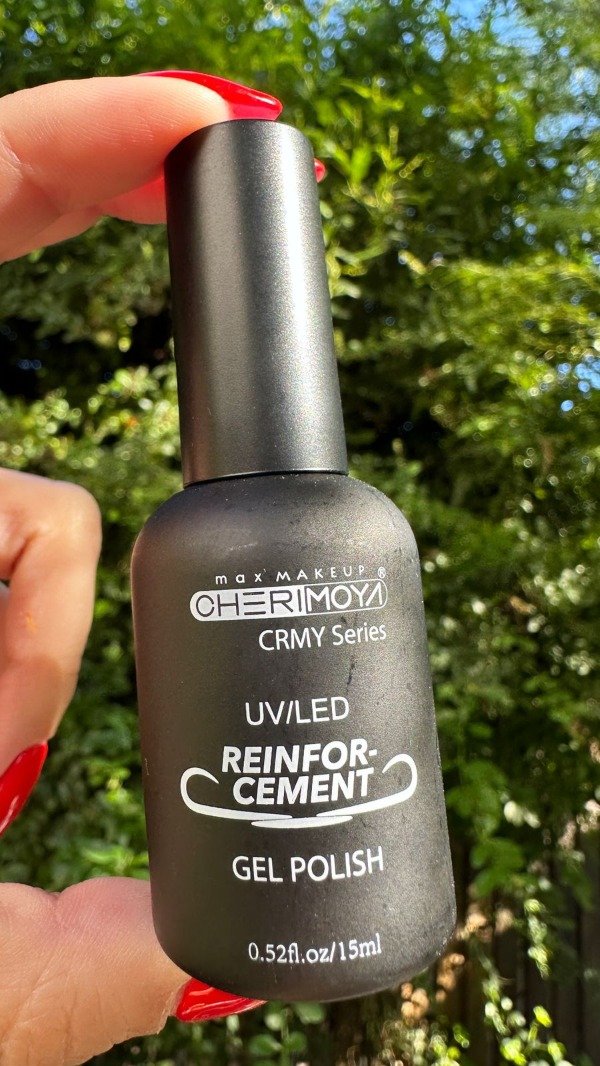 max MAKEUP
CHERIMOYA®
CRMY Series
UV/LED
REINFOR-
CEMENT
GEL POLISH
0.52fl.oz/15ml